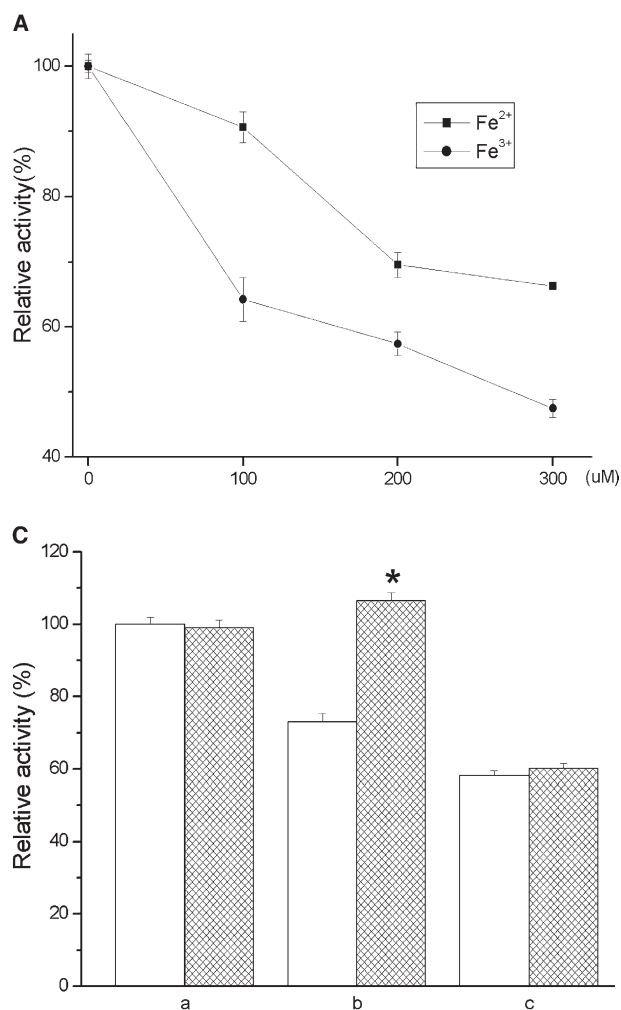 A
Relative activity(%)
100
80
60
40
Fe²⁺
Fe³⁺
0 100 200 300 (uM)
C
Relative activity (%)
120
100
80
60
40
20
0
*
a b c